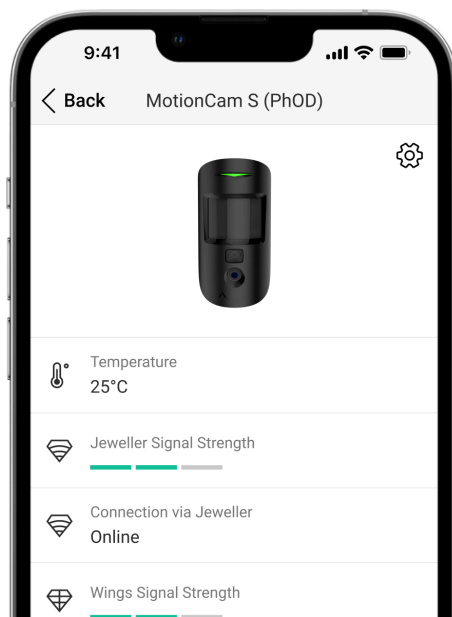 9:41
Back MotionCam S (PhOD)
Temperature
25°C
Jeweller Signal Strength
Connection via Jeweller
Online
Wings Signal Strength